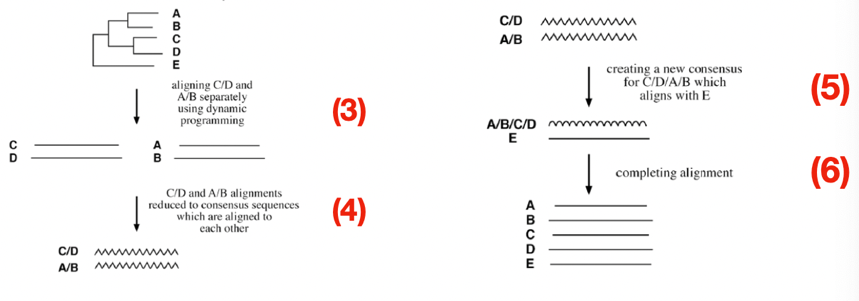 A
B
C
D
E
aligning C/D and
A/B separately
using dynamic
programming
(3)
C
D
A
B
C/D and A/B alignments
reduced to consensus sequences
which are aligned to
each other
(4)
C/D
A/B
C/D
A/B
creating a new consensus
for C/D/A/B which
aligns with E
(5)
A/B/C/D
E
completing alignment
(6)
A
B
C
D
E